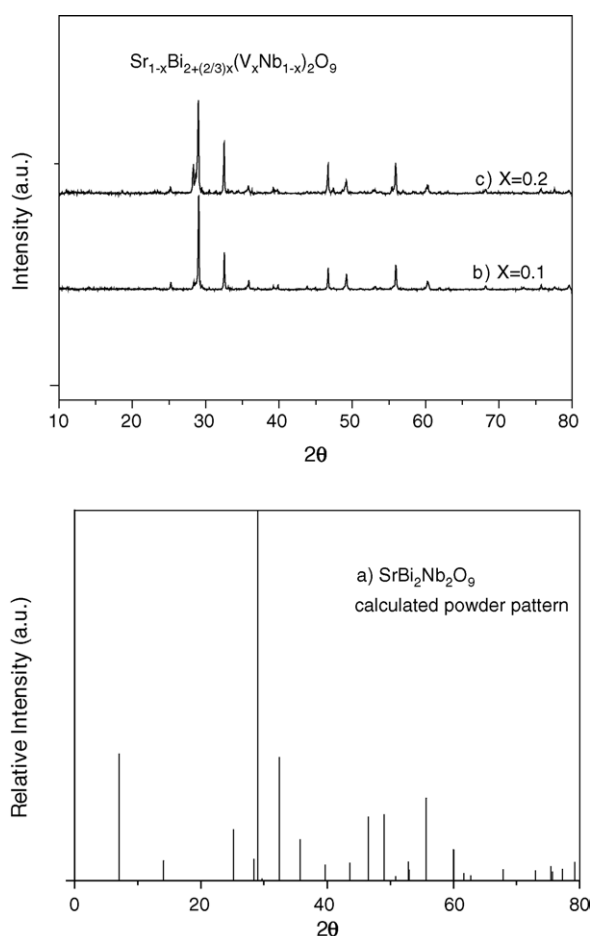 Sr₁₋ₓBi₂₊₍₂/₃₎ₓ(VₓNb₁₋ₓ)₂O₉
Intensity (a.u.)
c) X=0.2
b) X=0.1
10 20 30 40 50 60 70 80
2θ
a) SrBi₂Nb₂O₉
calculated powder pattern
Relative Intensity (a.u.)
0 20 40 60 80
2θ